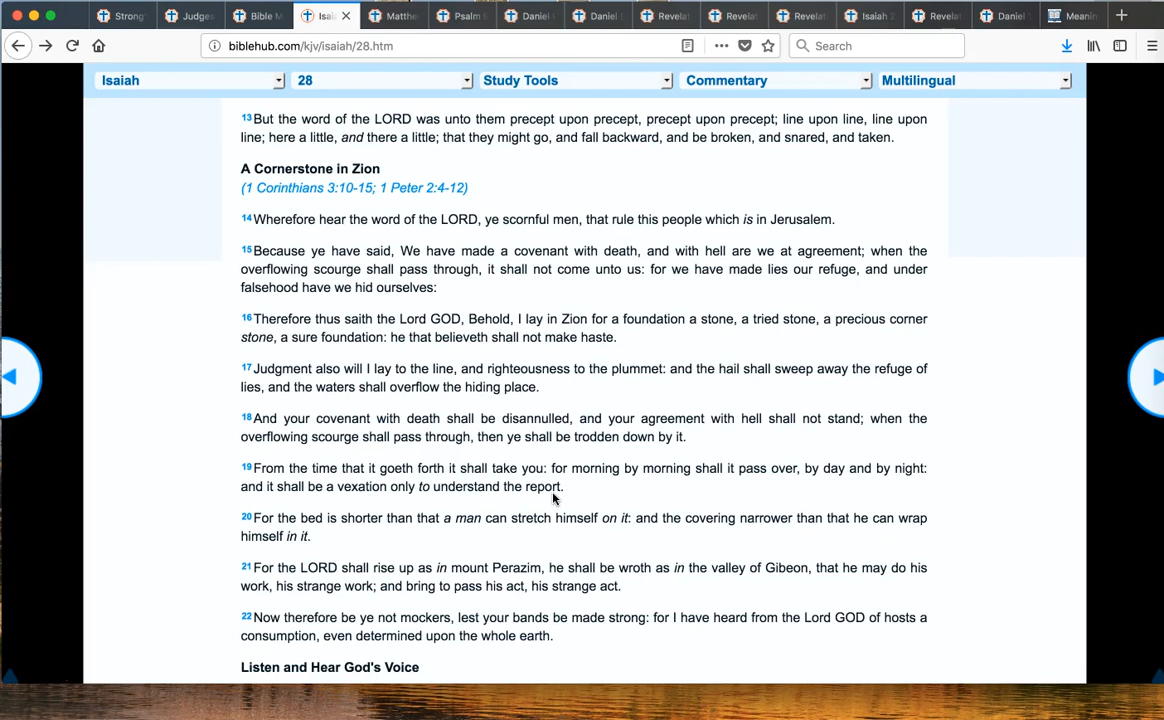 Strong
Judges
Bible M
Isai
Matthe
Psalm
Daniel
Daniel
Revelat
Revela
Revelat
Isaiah 2
Revela
Daniel
Meanin
biblehub.com/kjv/isaiah/28.htm
Search
Isaiah
28
Study Tools
Commentary
Multilingual
13But the word of the LORD was unto them precept upon precept, precept upon precept; line upon line, line upon
line; here a little, and there a little; that they might go, and fall backward, and be broken, and snared, and taken.
A Cornerstone in Zion
(1 Corinthians 3:10-15; 1 Peter 2:4-12)
14Wherefore hear the word of the LORD, ye scornful men, that rule this people which is in Jerusalem.
15Because ye have said, We have made a covenant with death, and with hell are we at agreement; when the
overflowing scourge shall pass through, it shall not come unto us: for we have made lies our refuge, and under
falsehood have we hid ourselves:
16Therefore thus saith the Lord GOD, Behold, I lay in Zion for a foundation a stone, a tried stone, a precious corner
stone, a sure foundation: he that believeth shall not make haste.
17Judgment also will I lay to the line, and righteousness to the plummet: and the hail shall sweep away the refuge of
lies, and the waters shall overflow the hiding place.
18And your covenant with death shall be disannulled, and your agreement with hell shall not stand; when the
overflowing scourge shall pass through, then ye shall be trodden down by it.
19From the time that it goeth forth it shall take you: for morning by morning shall it pass over, by day and by night:
and it shall be a vexation only to understand the report.
20For the bed is shorter than that a man can stretch himself on it: and the covering narrower than that he can wrap
himself in it.
21For the LORD shall rise up as in mount Perazim, he shall be wroth as in the valley of Gibeon, that he may do his
work, his strange work; and bring to pass his act, his strange act.
22Now therefore be ye not mockers, lest your bands be made strong: for I have heard from the Lord GOD of hosts a
consumption, even determined upon the whole earth.
Listen and Hear God's Voice